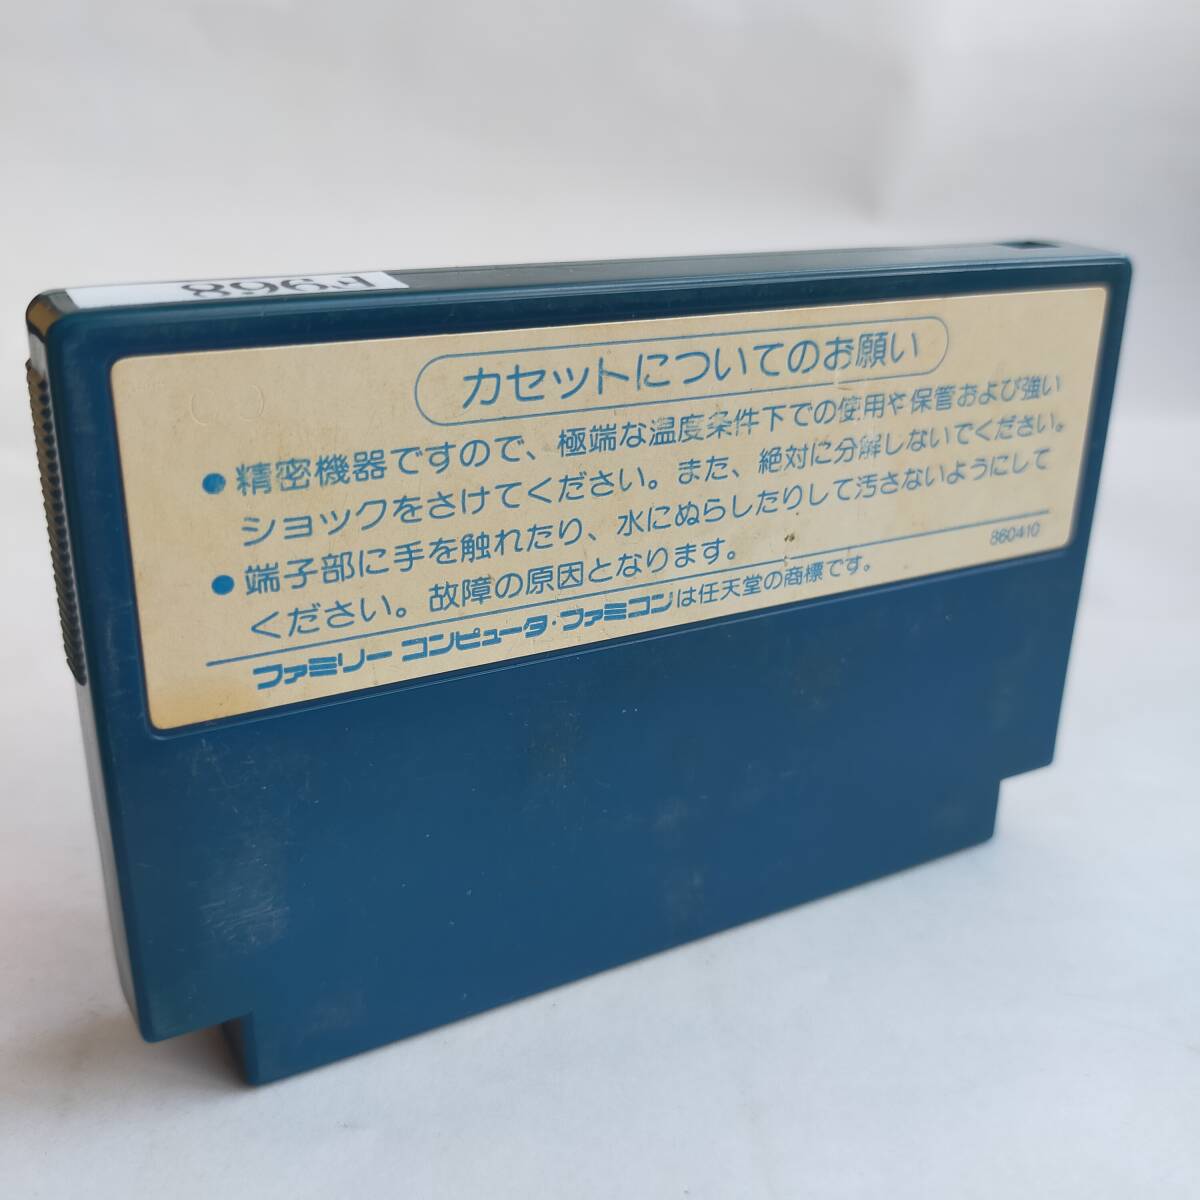 F968
カセットについてのお願い
●精密機器ですので、極端な温度条件下での使用や保管および強い
ショックをさけてください。また、絶対に分解しないでください。
●端子部に手を触れたり、水にぬらしたりして汚さないようにして
ください。故障の原因となります。
860410
ファミリー コンピュータ・ファミコンは任天堂の商標です。